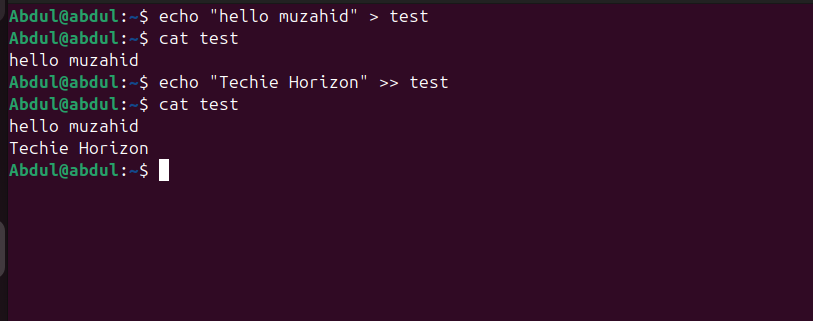 Abdul@abdul:~$ echo "hello muzahid" > test
Abdul@abdul:~$ cat test
hello muzahid
Abdul@abdul:~$ echo "Techie Horizon" >> test
Abdul@abdul:~$ cat test
hello muzahid
Techie Horizon
Abdul@abdul:~$